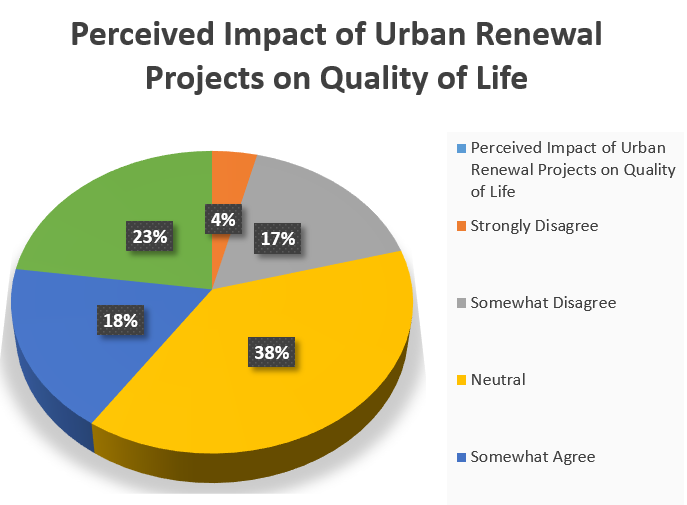 Perceived Impact of Urban Renewal
Projects on Quality of Life
4%
17%
23%
18%
38%
Perceived Impact of Urban
Renewal Projects on Quality
of Life
Strongly Disagree
Somewhat Disagree
Neutral
Somewhat Agree